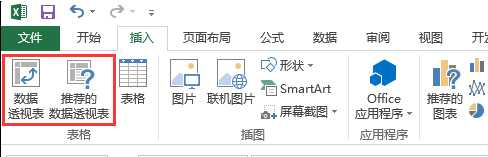 文件 开始 插入 页面布局 公式 数据 审阅 视图
数据
透视表
推荐的
数据透视表
表格
表格
图片
联机图片
形状
SmartArt
屏幕截图
插图
Office
应用程序
应用程序
推荐的
图表